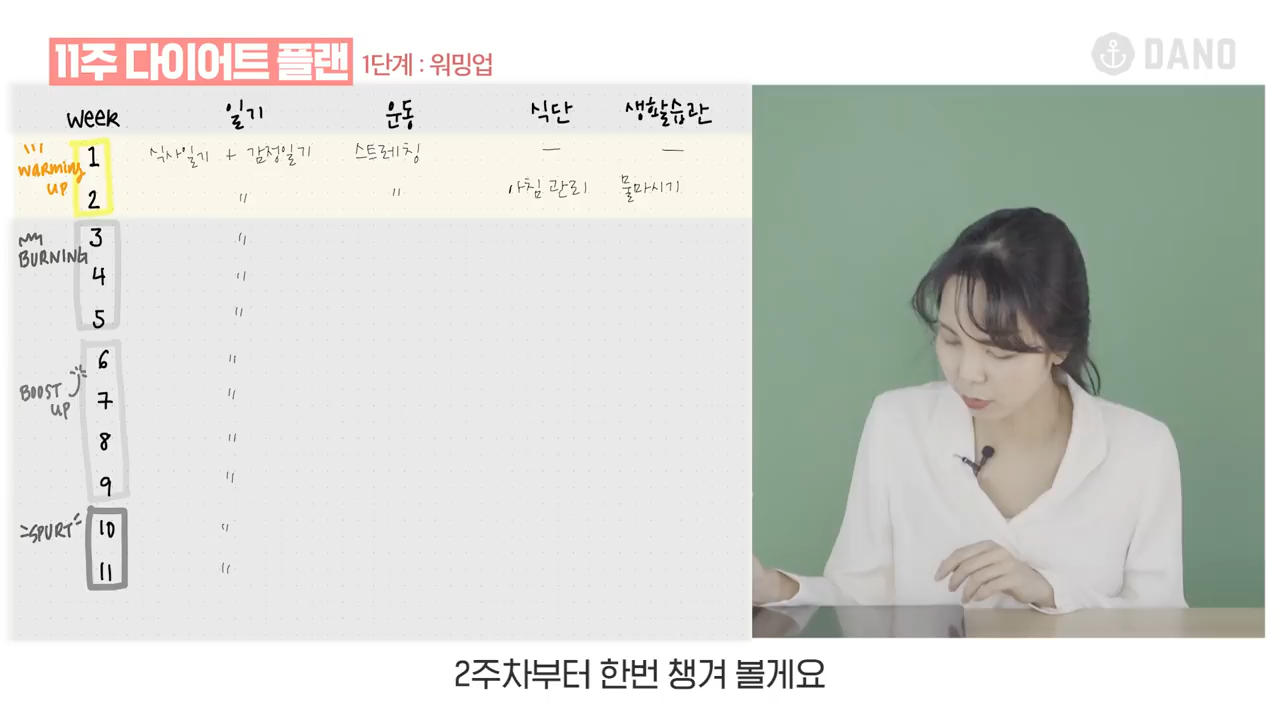 11주 다이어트 플랜 1단계 : 워밍업
DANO
week 일기 운동 식단 생활습관
WARMING UP
1 식사일기 + 감정일기 스트레칭 — —
2 〃 〃 아침 관리 물마시기
BURNING
3 〃
4 〃
5 〃
BOOST UP
6 〃
7 〃
8 〃
9 〃
SPURT
10 〃
11 〃
2주차부터 한번 챙겨 볼게요